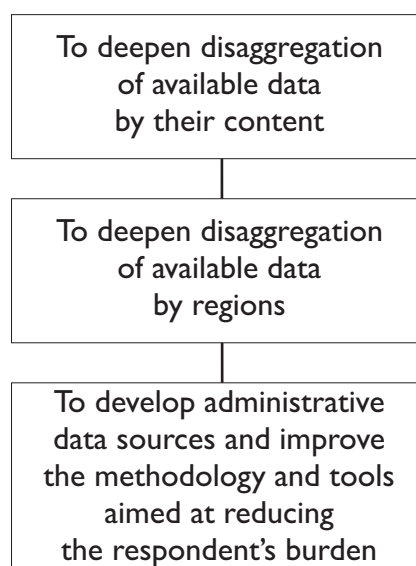 To deepen disaggregation
of available data
by their content
To deepen disaggregation
of available data
by regions
To develop administrative
data sources and improve
the methodology and tools
aimed at reducing
the respondent’s burden